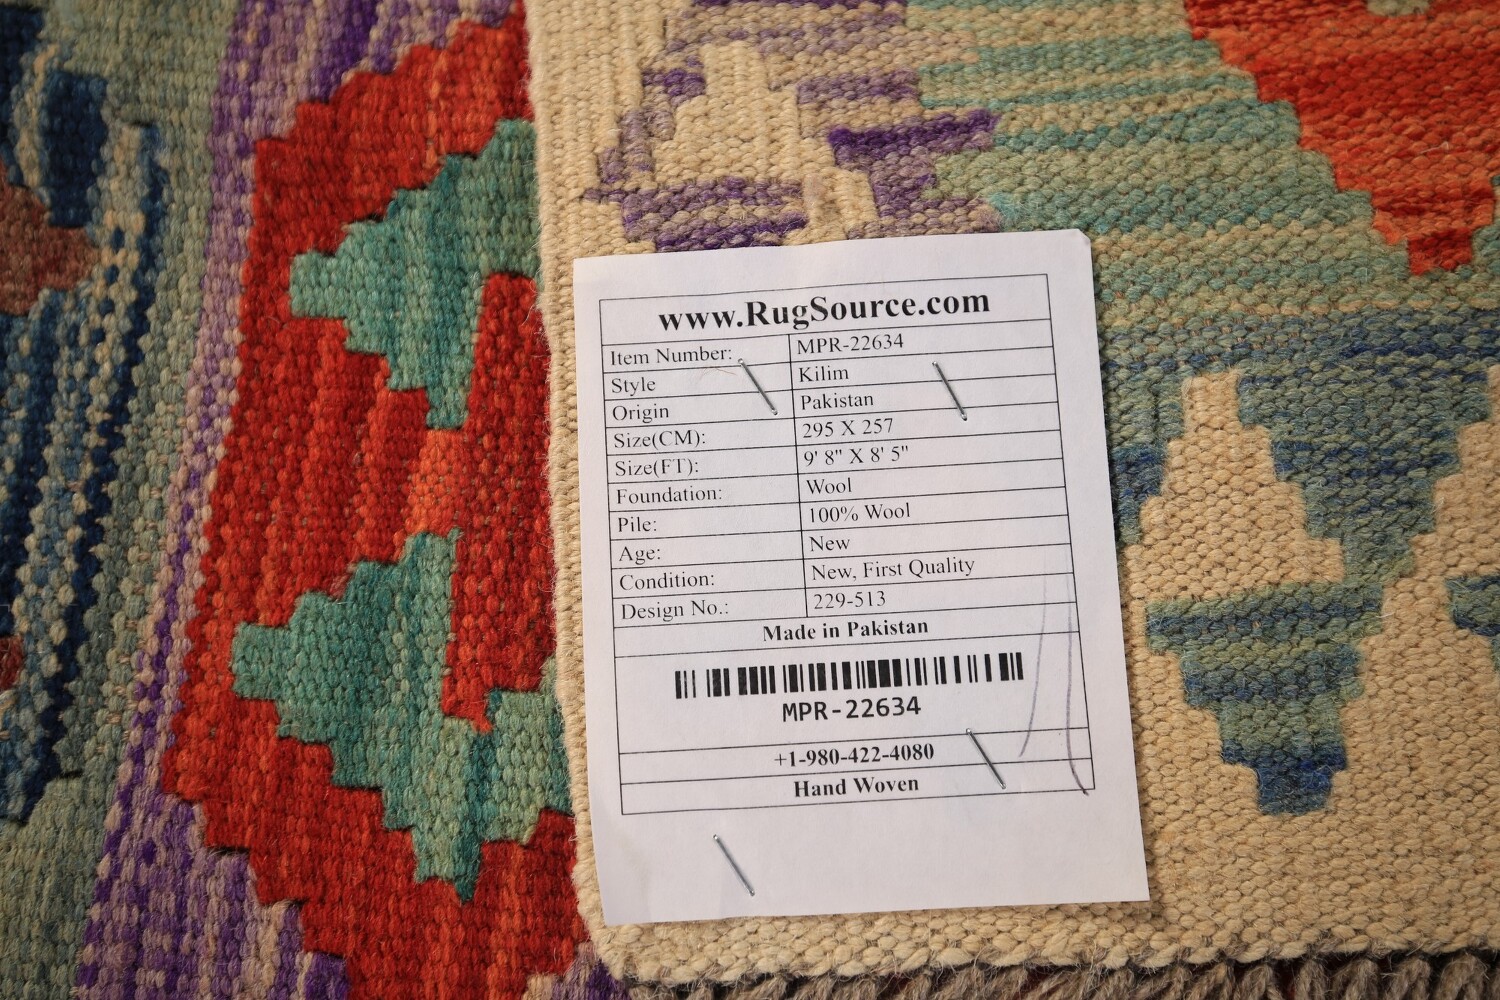 www.RugSource.com
Item Number: MPR-22634
Style Kilim
Origin Pakistan
Size(CM): 295 X 257
Size(FT): 9' 8" X 8' 5"
Foundation: Wool
Pile: 100% Wool
Age: New
Condition: New, First Quality
Design No.: 229-513
Made in Pakistan
MPR-22634
+1-980-422-4080
Hand Woven